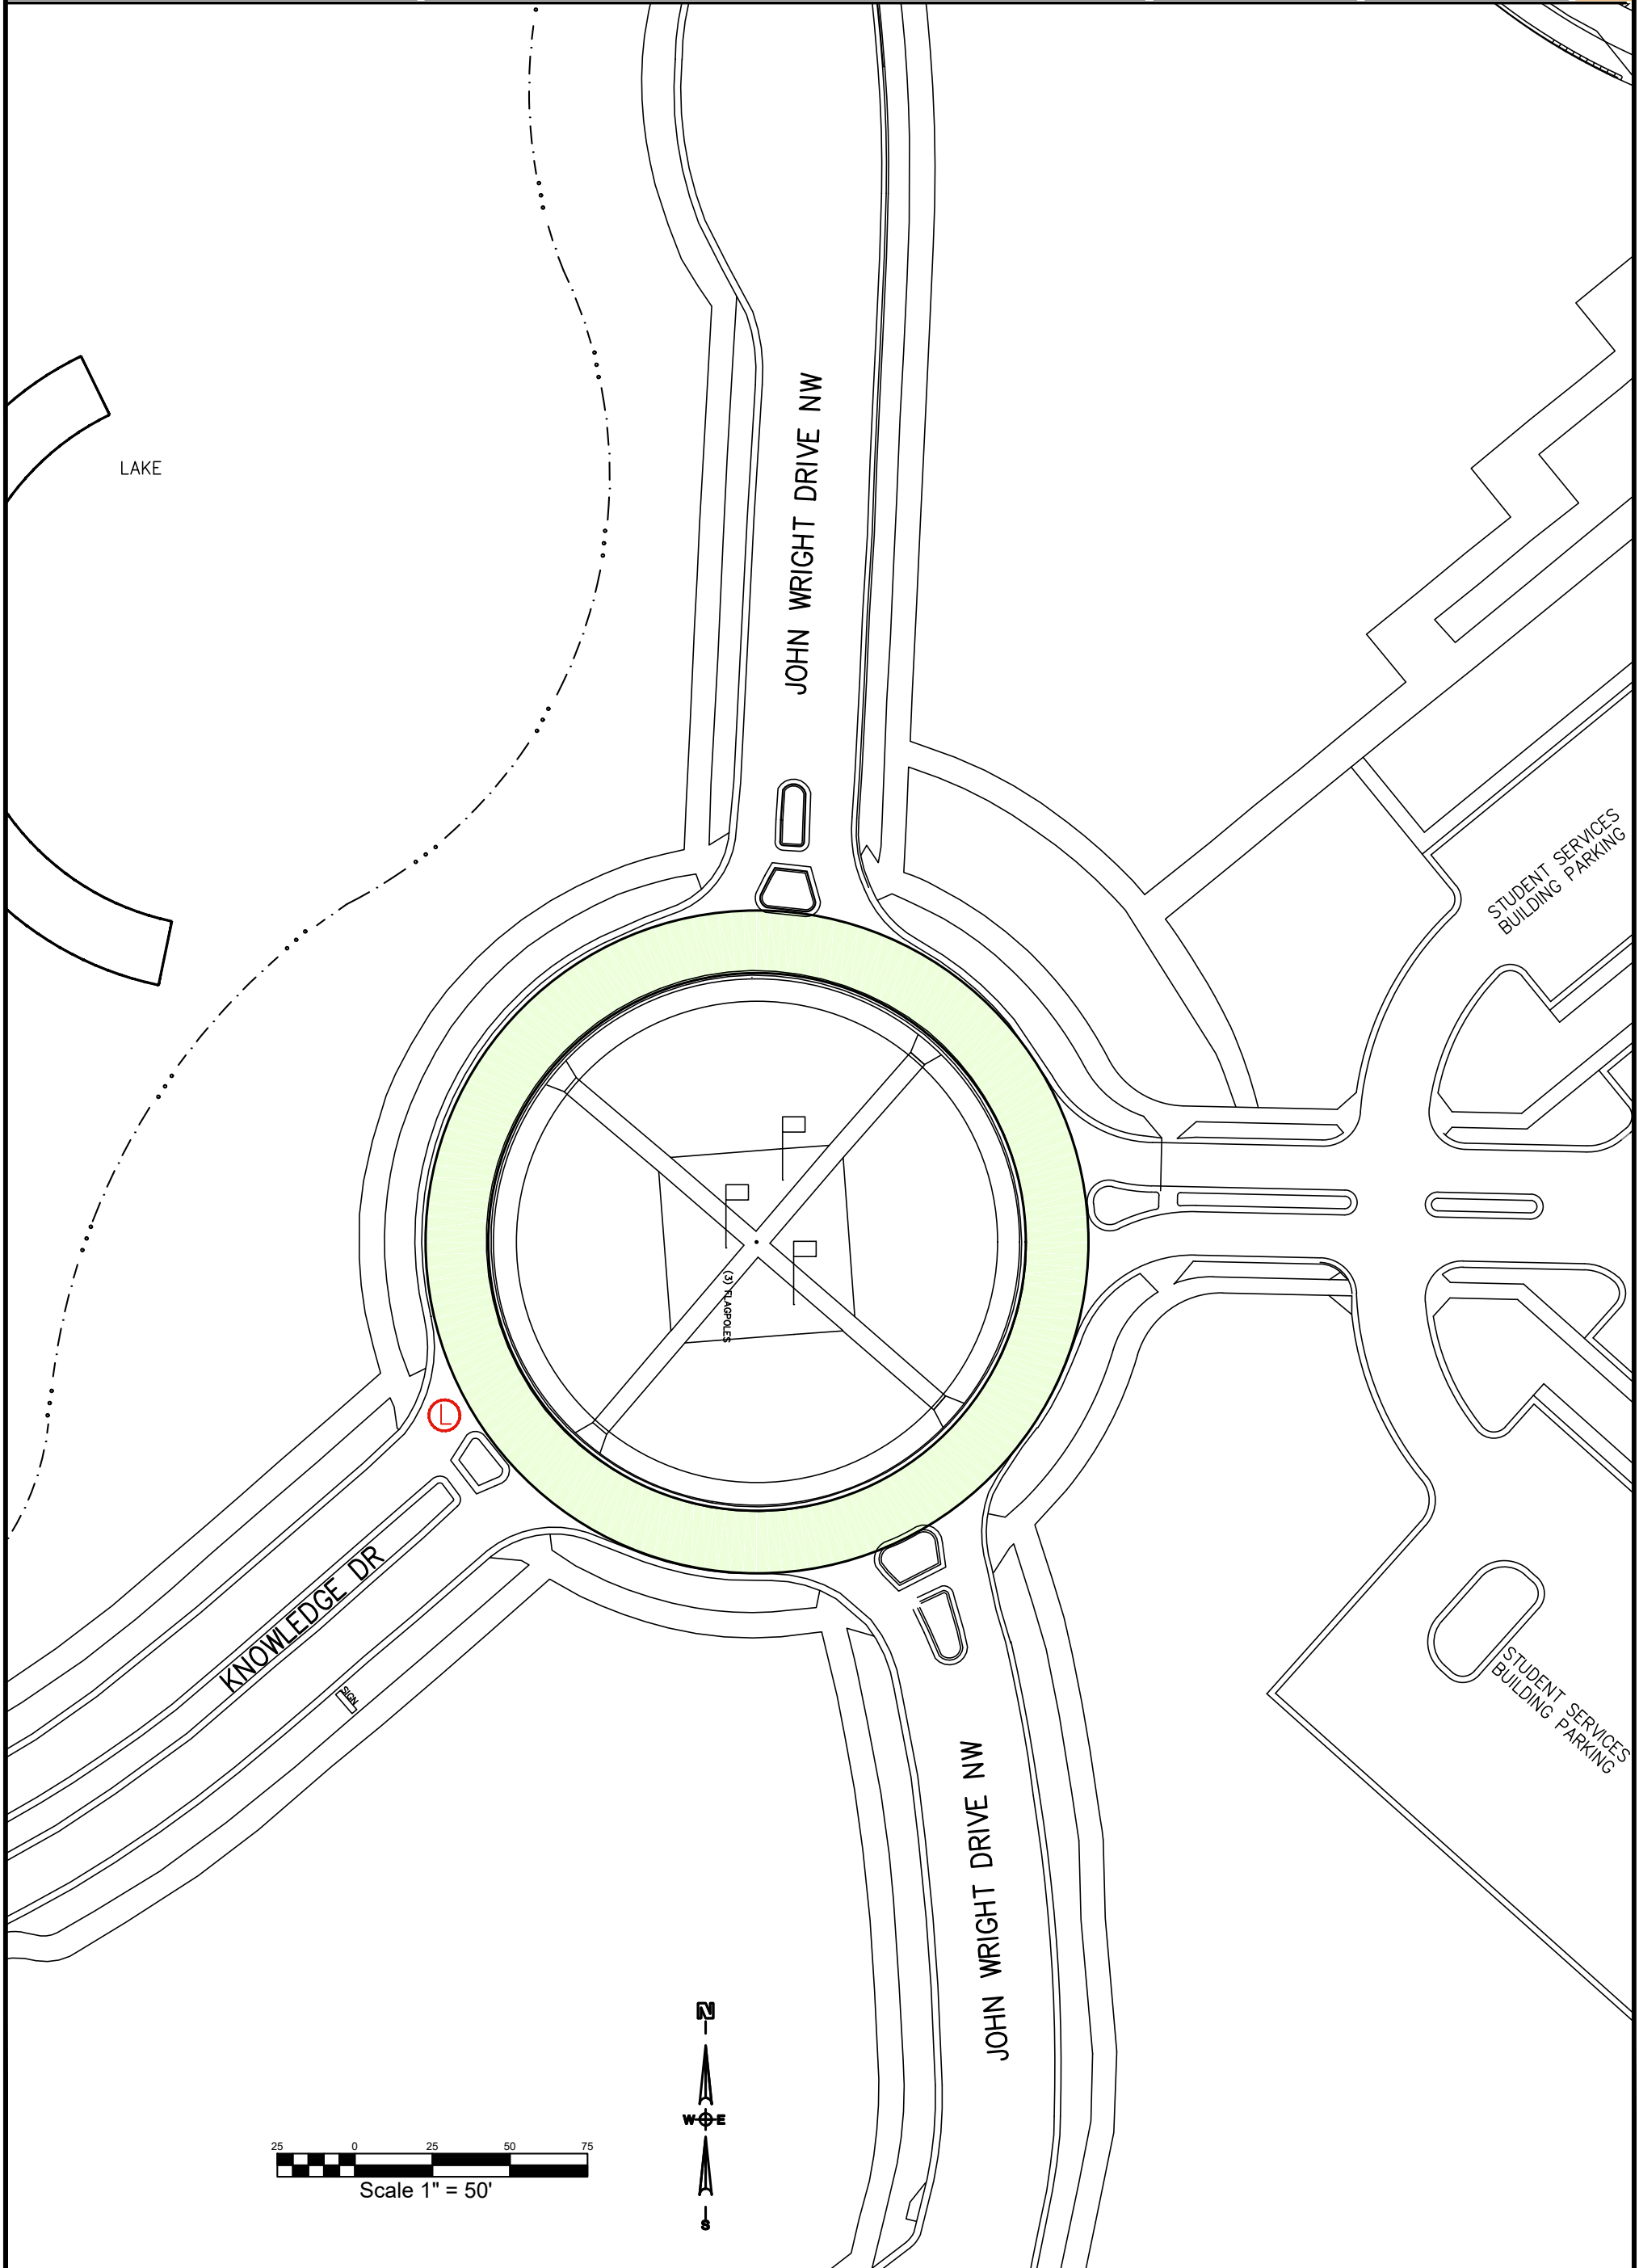 LAKE
JOHN WRIGHT DRIVE NW
STUDENT SERVICES
BUILDING PARKING
(3) FLAGPOLES
L
KNOWLEDGE DR
SIGN
STUDENT SERVICES
BUILDING PARKING
JOHN WRIGHT DRIVE NW
N
W E
S
25 0 25 50 75
Scale 1" = 50'